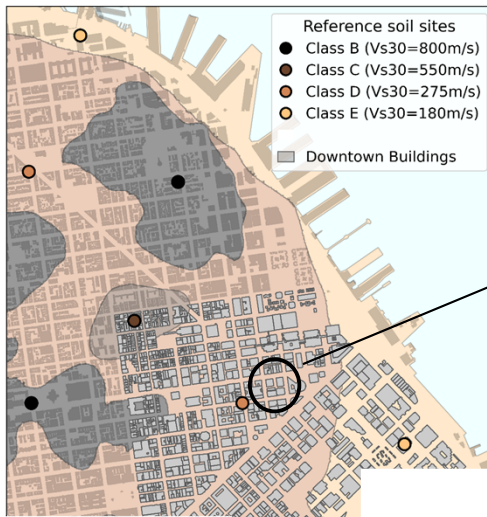 Reference soil sites
Class B (Vs30=800m/s)
Class C (Vs30=550m/s)
Class D (Vs30=275m/s)
Class E (Vs30=180m/s)
Downtown Buildings